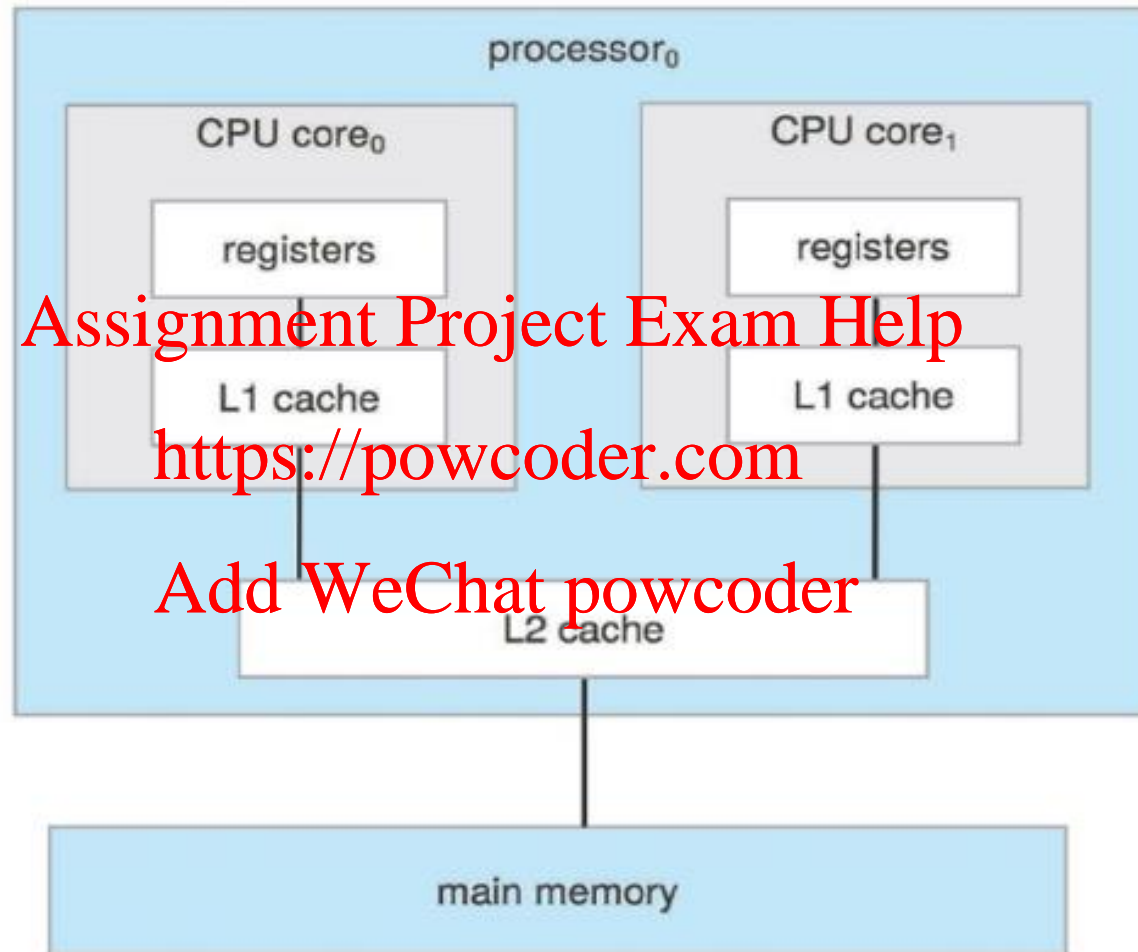 processor₀
CPU core₀
CPU core₁
registers
registers
Assignment Project Exam Help
L1 cache
L1 cache
https://powcoder.com
Add WeChat powcoder
L2 cache
main memory